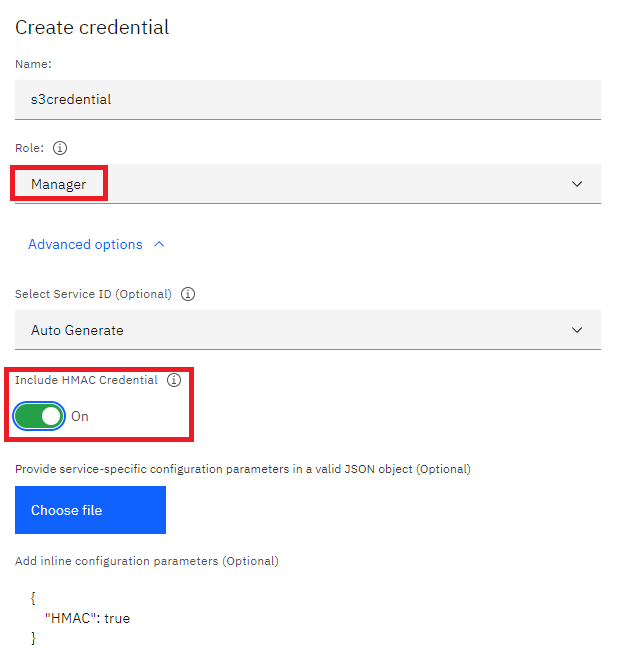 Create credential
Name:
s3credential
Role:
Manager
Advanced options
Select Service ID (Optional)
Auto Generate
Include HMAC Credential
On
Provide service-specific configuration parameters in a valid JSON object (Optional)
Choose file
Add inline configuration parameters (Optional)
{
"HMAC": true
}